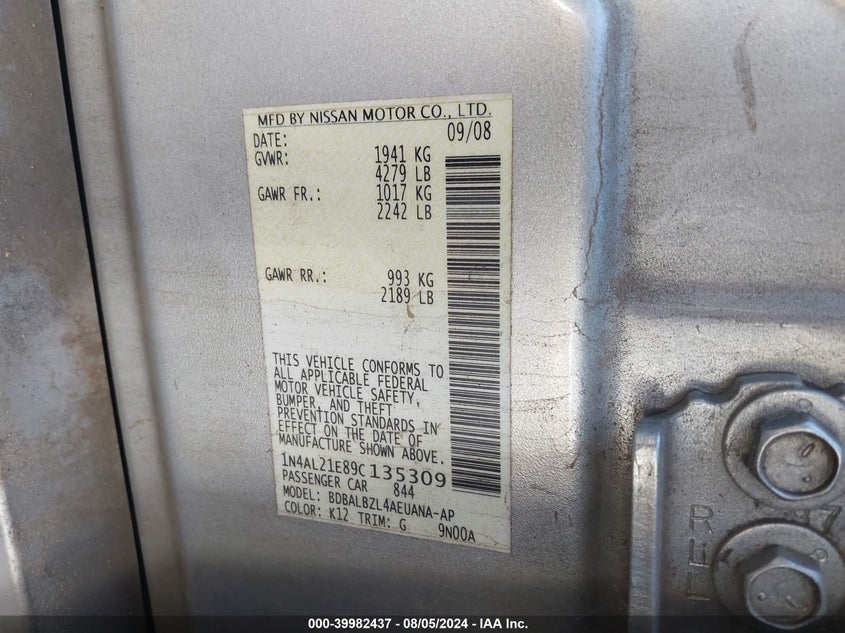 MFD BY NISSAN MOTOR CO., LTD.
DATE: 09/08
GVWR: 1941 KG
4279 LB
GAWR FR.: 1017 KG
2242 LB
GAWR RR.: 993 KG
2189 LB
THIS VEHICLE CONFORMS TO
ALL APPLICABLE FEDERAL
MOTOR VEHICLE SAFETY,
BUMPER, AND THEFT
PREVENTION STANDARDS IN
EFFECT ON THE DATE OF
MANUFACTURE SHOWN ABOVE.
1N4AL21E89C135309
PASSENGER CAR 844
MODEL: BDBALBZL4AEUANA-AP
COLOR: K12 TRIM: G 9N00A
000-39982437 - 08/05/2024 - IAA Inc.